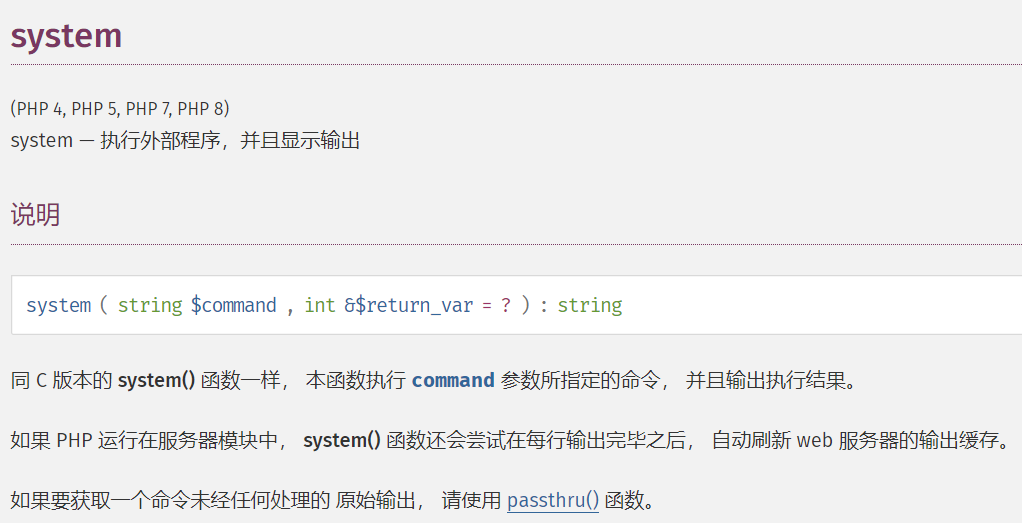 system
(PHP 4, PHP 5, PHP 7, PHP 8)
system — 执行外部程序，并且显示输出
说明
system ( string $command , int &$return_var = ? ) : string
同 C 版本的 system() 函数一样， 本函数执行 command 参数所指定的命令， 并且输出执行结果。
如果 PHP 运行在服务器模块中， system() 函数还会尝试在每行输出完毕之后， 自动刷新 web 服务器的输出缓存。
如果要获取一个命令未经任何处理的 原始输出， 请使用 passthru() 函数。